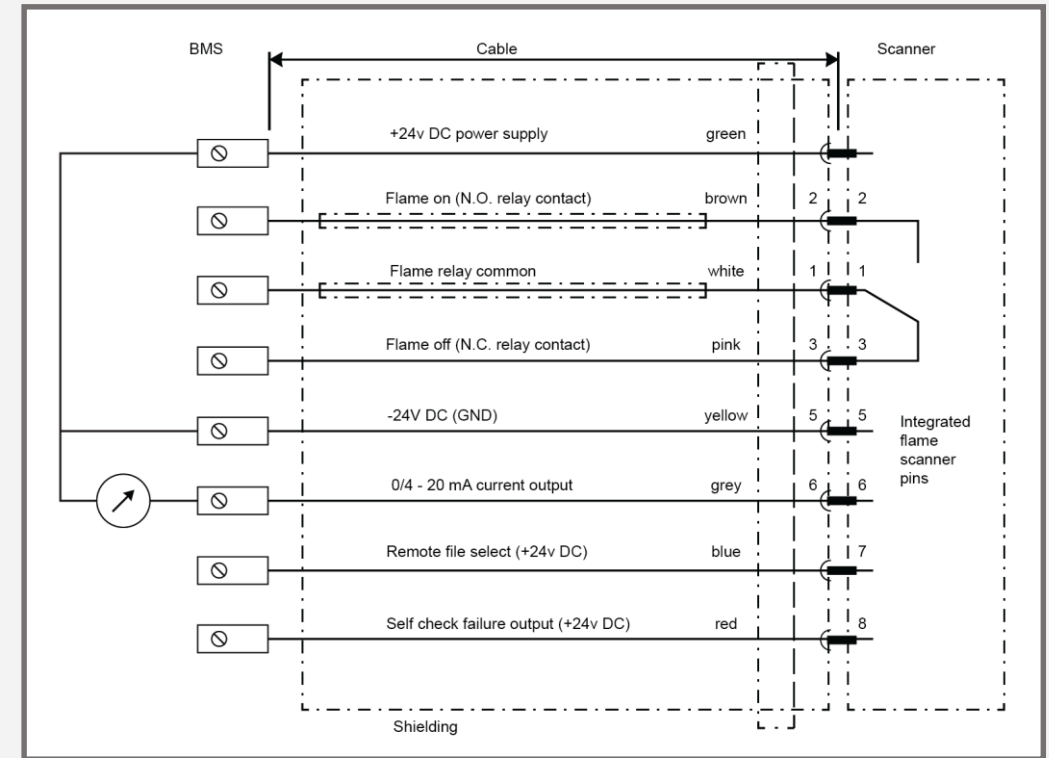 BMS Cable Scanner
+24v DC power supply green
Flame on (N.O. relay contact) brown 2 2
Flame relay common white 1 1
Flame off (N.C. relay contact) pink 3 3
-24V DC (GND) yellow 5 5
Integrated
flame
scanner
pins
0/4 - 20 mA current output grey 6 6
Remote file select (+24v DC) blue 7
Self check failure output (+24v DC) red 8
Shielding